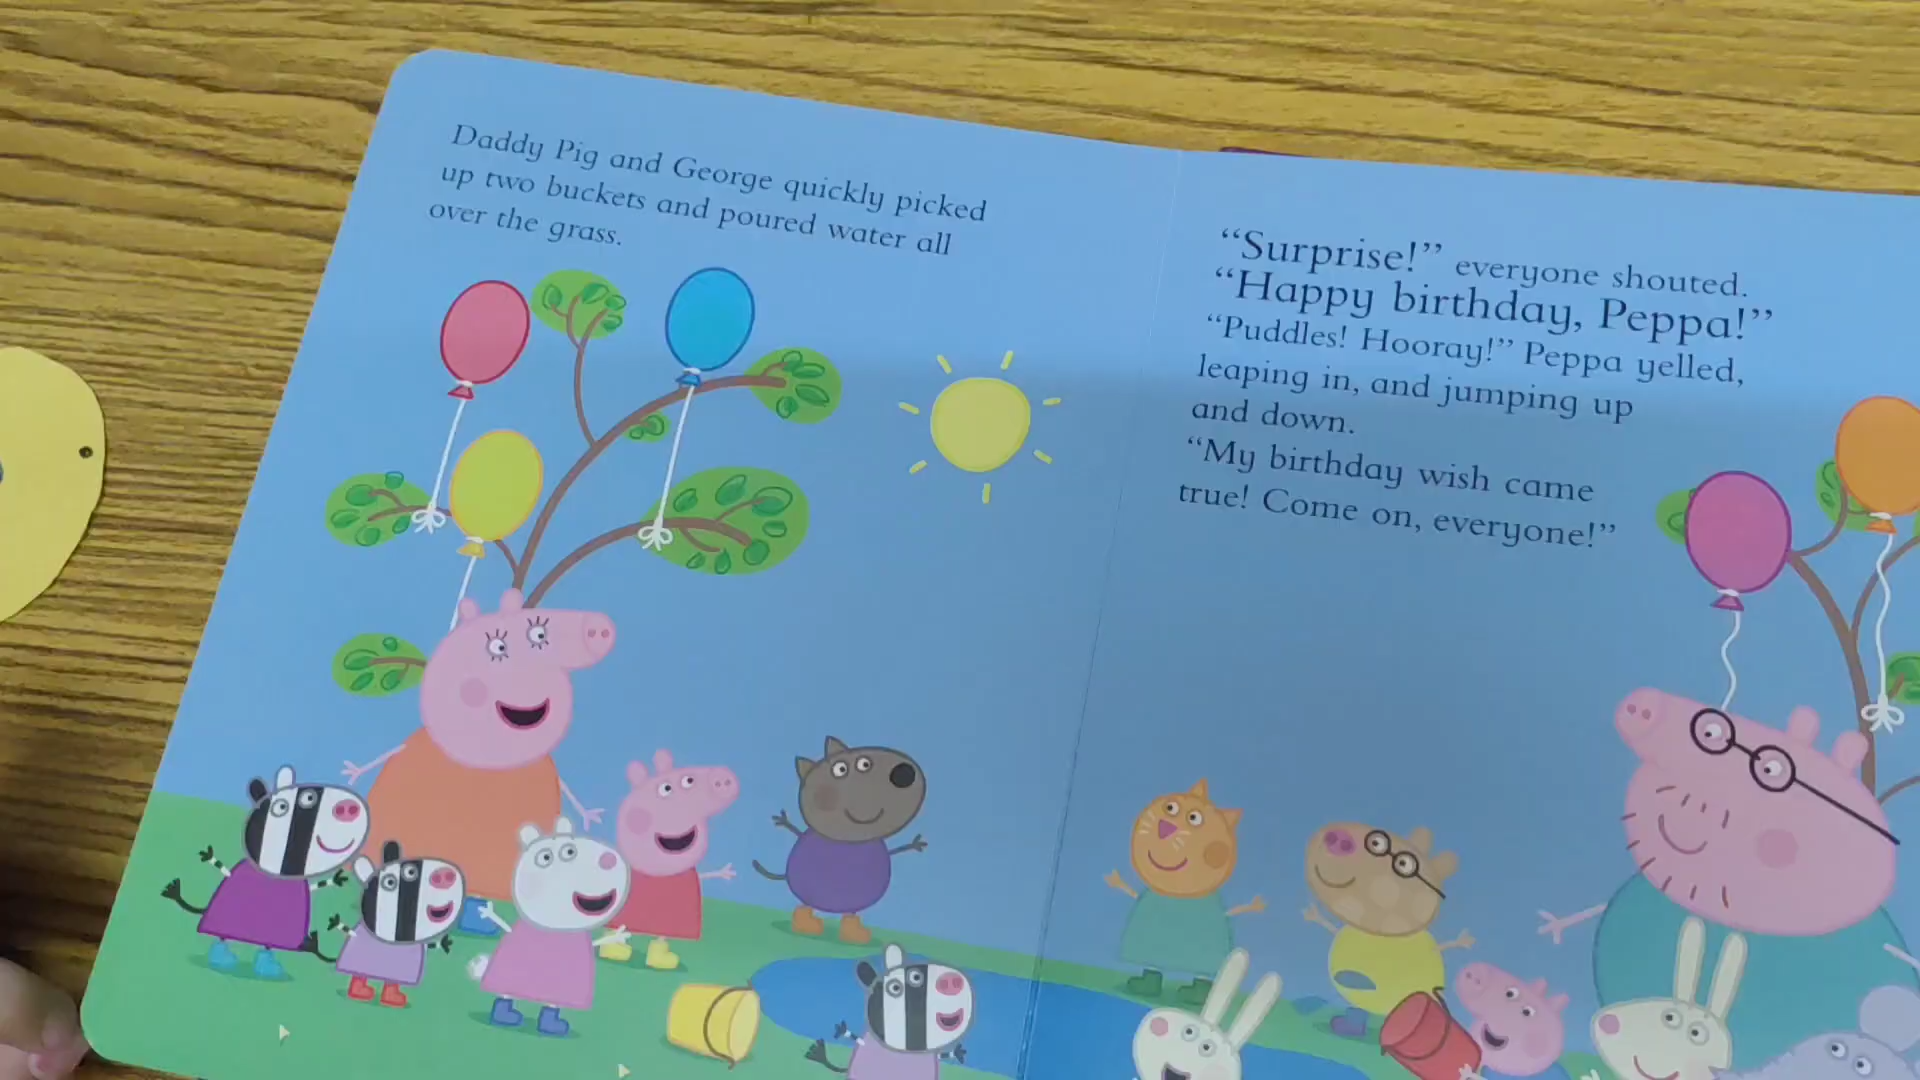 Daddy Pig and George quickly picked
up two buckets and poured water all
over the grass.
“Surprise!” everyone shouted.
“Happy birthday, Peppa!”
“Puddles! Hooray!” Peppa yelled,
leaping in, and jumping up
and down.
“My birthday wish came
true! Come on, everyone!”